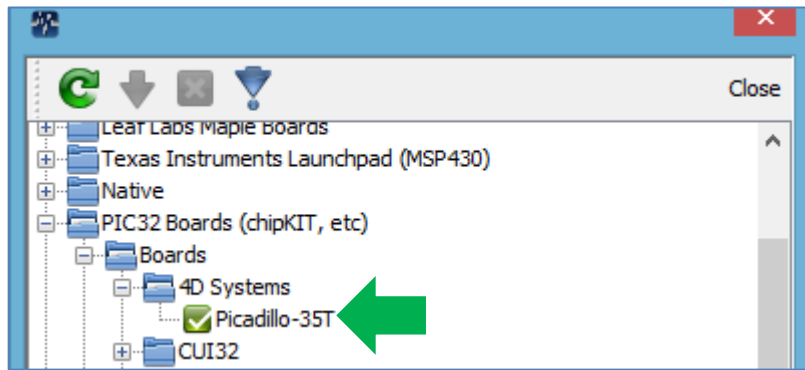 Close
Leaf Labs Maple Boards
Texas Instruments Launchpad (MSP430)
Native
PIC32 Boards (chipKIT, etc)
Boards
4D Systems
Picadillo-35T
CUI32